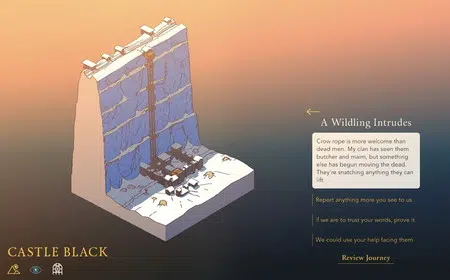 A Wildling Intrudes
Crow rope is more welcome than
dead men. My clan has seen them
butcher and maim, but something
else has begun moving the dead.
They're snatching anything they can
lift
Report anything more you see to us
If we are to trust your words, prove it
We could use your help facing them
Review Journey
CASTLE BLACK